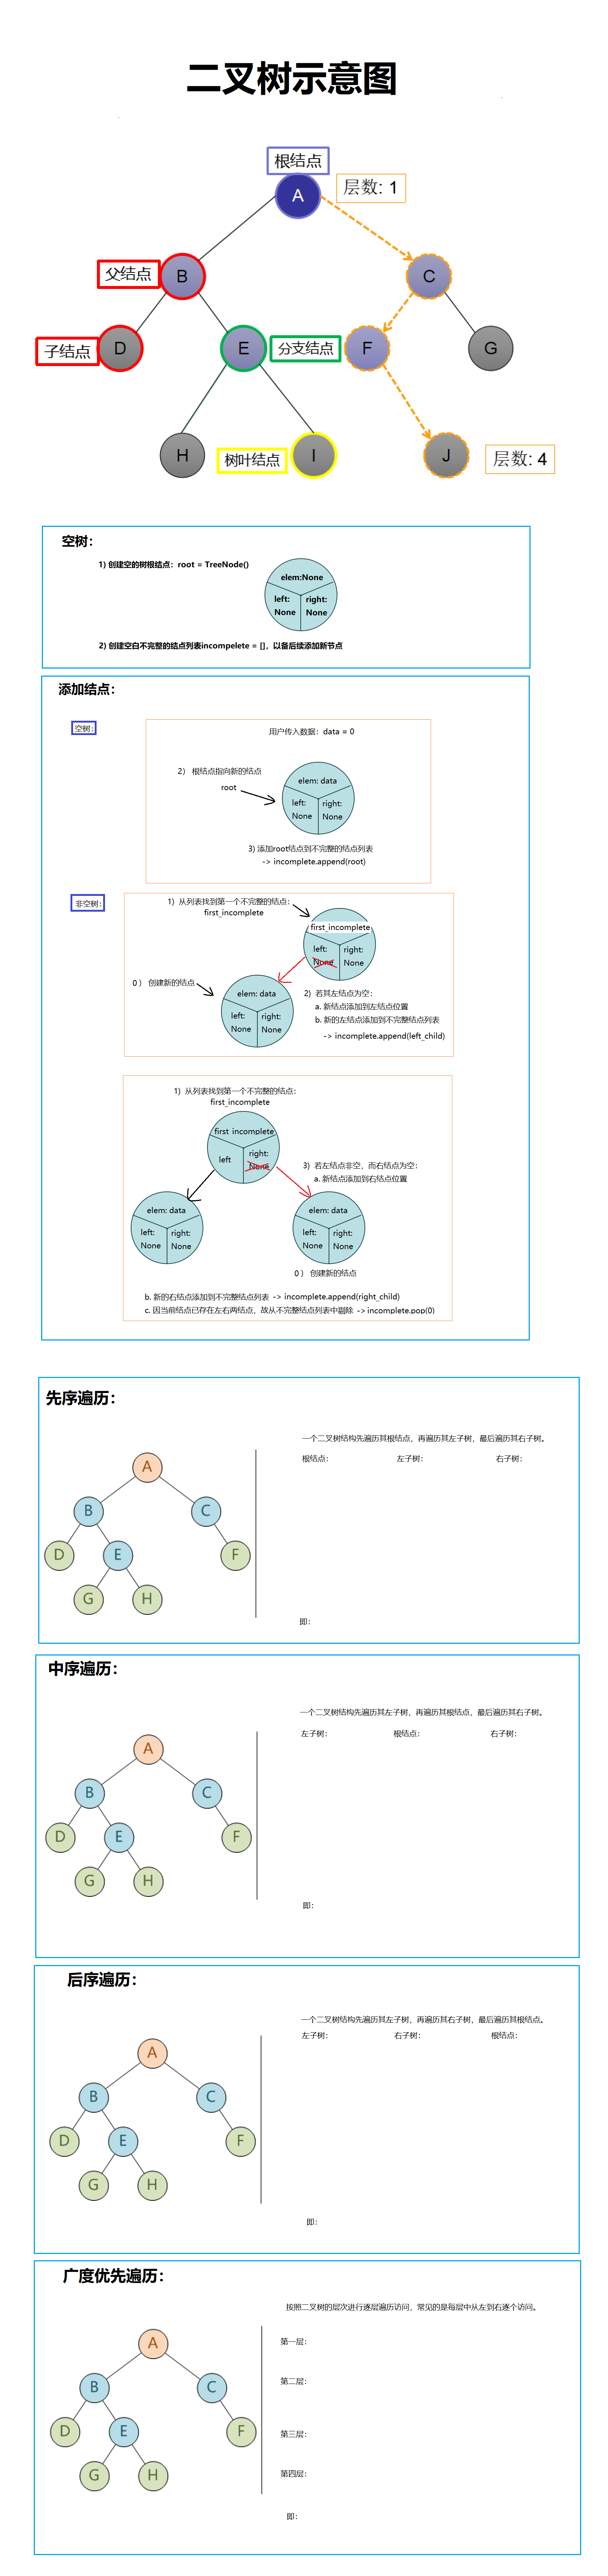 二叉树示意图
根结点
A
层数: 1
父结点
B
C
子结点
D
E
分支结点
F
G
H
树叶结点
I
J
层数: 4
空树：
1) 创建空的树根结点：root = TreeNode()
elem:None
left:
None
right:
None
2) 创建空白不完整的结点列表incompelete = []，以备后续添加新节点
添加结点：
空树：
用户传入数据：data = 0
2） 根结点指向新的结点
root
elem: data
left:
None
right:
None
3) 添加root结点到不完整的结点列表
-> incomplete.append(root)
非空树：
1) 从列表找到第一个不完整的结点：
first_incomplete
first_incomplete
left:
None
right:
None
0 ） 创建新的结点
elem: data
left:
None
right:
None
2) 若其左结点为空：
a. 新结点添加到左结点位置
b. 新的左结点添加到不完整结点列表
-> incomplete.append(left_child)
1) 从列表找到第一个不完整的结点：
first_incomplete
first incomplete
left
right:
None
3) 若左结点非空，而右结点为空：
a. 新结点添加到右结点位置
elem: data
left:
None
right:
None
elem: data
left:
None
right:
None
0 ） 创建新的结点
b. 新的右结点添加到不完整结点列表 -> incomplete.append(right_child)
c. 因当前结点已存在左右两结点，故从不完整结点列表中剔除 -> incomplete.pop(0)
先序遍历：
一个二叉树结构先遍历其根结点，再遍历其左子树，最后遍历其右子树。
根结点： 左子树： 右子树：
A
B
C
D
E
F
G
H
即：
中序遍历：
一个二叉树结构先遍历其左子树，再遍历其根结点，最后遍历其右子树。
左子树： 根结点： 右子树：
A
B
C
D
E
F
G
H
即：
后序遍历：
一个二叉树结构先遍历其左子树，再遍历其右子树，最后遍历其根结点。
左子树： 右子树： 根结点：
A
B
C
D
E
F
G
H
即：
广度优先遍历：
按照二叉树的层次进行逐层遍历访问，常见的是每层中从左到右逐个访问。
A
B
C
D
E
F
G
H
第一层：
第二层：
第三层：
第四层：
即：